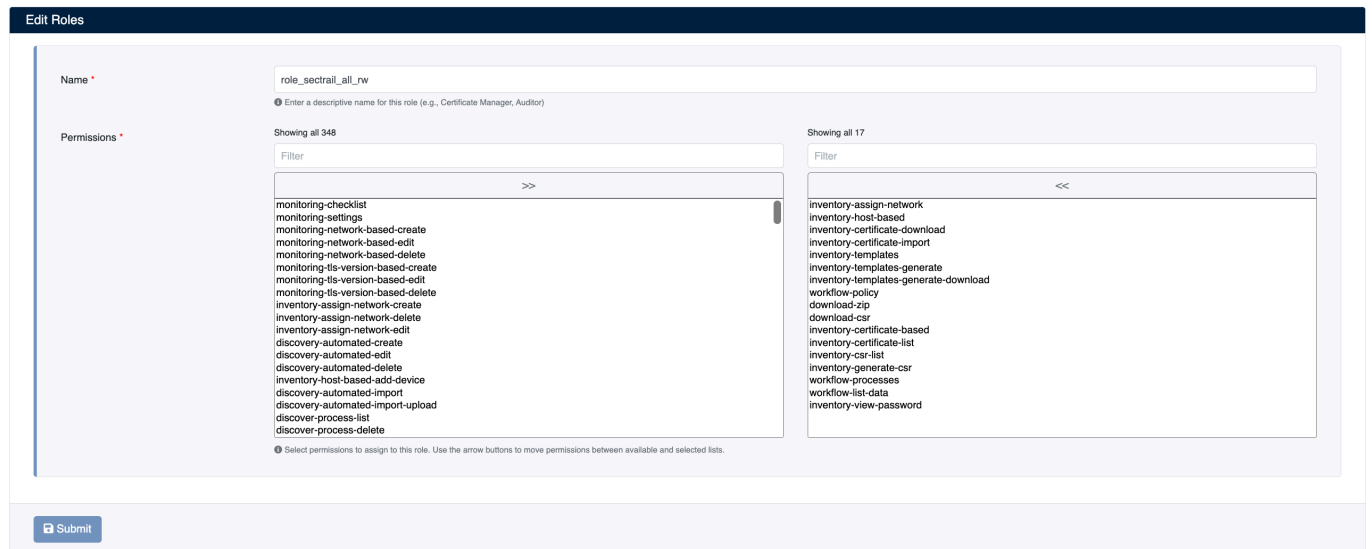 Edit Roles
Name *
role_sectrail_all_rw
Enter a descriptive name for this role (e.g., Certificate Manager, Auditor)
Permissions *
Showing all 348
Filter
>>
monitoring-checklist
monitoring-settings
monitoring-network-based-create
monitoring-network-based-edit
monitoring-network-based-delete
monitoring-tls-version-based-create
monitoring-tls-version-based-edit
monitoring-tls-version-based-delete
inventory-assign-network-create
inventory-assign-network-delete
inventory-assign-network-edit
discovery-automated-create
discovery-automated-edit
discovery-automated-delete
inventory-host-based-add-device
discovery-automated-import
discovery-automated-import-upload
discover-process-list
discover-process-delete
Showing all 17
Filter
<<
inventory-assign-network
inventory-host-based
inventory-certificate-download
inventory-certificate-import
inventory-templates
inventory-templates-generate
inventory-templates-generate-download
workflow-policy
download-zip
download-csr
inventory-certificate-based
inventory-certificate-list
inventory-csr-list
inventory-generate-csr
workflow-processes
workflow-list-data
inventory-view-password
Select permissions to assign to this role. Use the arrow buttons to move permissions between available and selected lists.
Submit